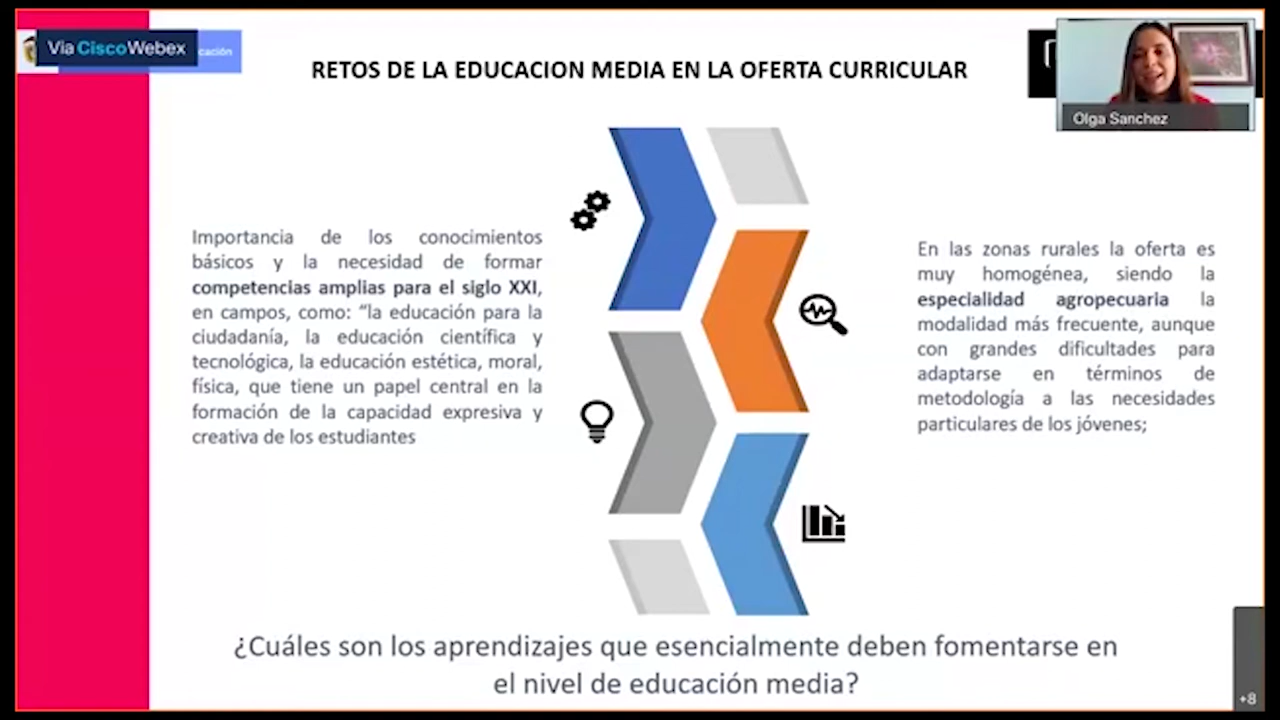 Via CiscoWebex
cación
RETOS DE LA EDUCACION MEDIA EN LA OFERTA CURRICULAR
Olga Sanchez
Importancia de los conocimientos
básicos y la necesidad de formar
competencias amplias para el siglo XXI,
en campos, como: “la educación para la
ciudadanía, la educación científica y
tecnológica, la educación estética, moral,
física, que tiene un papel central en la
formación de la capacidad expresiva y
creativa de los estudiantes
En las zonas rurales la oferta es
muy homogénea, siendo la
especialidad agropecuaria la
modalidad más frecuente, aunque
con grandes dificultades para
adaptarse en términos de
metodología a las necesidades
particulares de los jóvenes;
¿Cuáles son los aprendizajes que esencialmente deben fomentarse en
el nivel de educación media?
+8